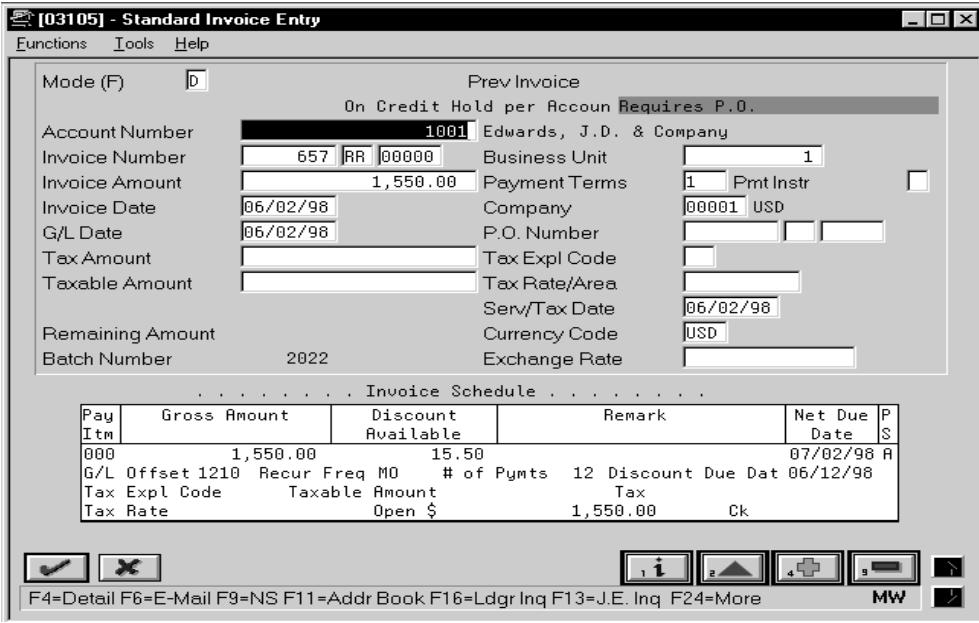 [03105] - Standard Invoice Entry
Functions Tools Help
Mode (F) D Prev Invoice
On Credit Hold per Accoun Requires P.O.
Account Number 1001 Edwards, J.D. & Company
Invoice Number 657 RR 00000 Business Unit 1
Invoice Amount 1,550.00 Payment Terms 1 Pmt Instr
Invoice Date 06/02/98 Company 00001 USD
G/L Date 06/02/98 P.O. Number
Tax Amount Tax Expl Code
Taxable Amount Tax Rate/Area
Serv/Tax Date 06/02/98
Remaining Amount Currency Code USD
Batch Number 2022 Exchange Rate
. . . . . . . . Invoice Schedule . . . . . . . .
Pay Gross Amount Discount Remark Net Due P
Itm Available Date S
000 1,550.00 15.50 07/02/98 A
G/L Offset 1210 Recur Freq MO # of Pymts 12 Discount Due Dat 06/12/98
Tax Expl Code Taxable Amount Tax
Tax Rate Open $ 1,550.00 Ck
1 i 2 4 9
F4=Detail F6=E-Mail F9=NS F11=Addr Book F16=Ldgr Inq F13=J.E. Inq F24=More MW